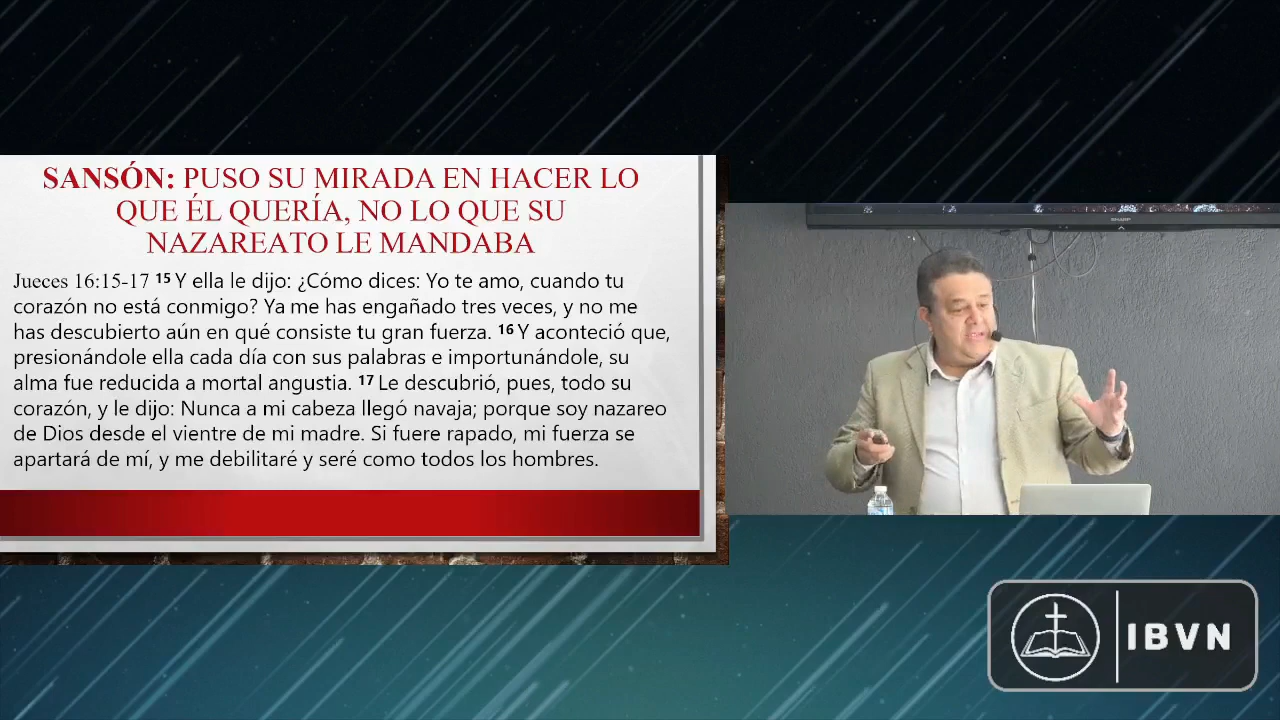 SANSÓN: PUSO SU MIRADA EN HACER LO
QUE ÉL QUERÍA, NO LO QUE SU
NAZAREATO LE MANDABA
Jueces 16:15-17 15 Y ella le dijo: ¿Cómo dices: Yo te amo, cuando tu
corazón no está conmigo? Ya me has engañado tres veces, y no me
has descubierto aún en qué consiste tu gran fuerza. 16 Y aconteció que,
presionándole ella cada día con sus palabras e importunándole, su
alma fue reducida a mortal angustia. 17 Le descubrió, pues, todo su
corazón, y le dijo: Nunca a mi cabeza llegó navaja; porque soy nazareo
de Dios desde el vientre de mi madre. Si fuere rapado, mi fuerza se
apartará de mí, y me debilitaré y seré como todos los hombres.
SHARP
IBVN